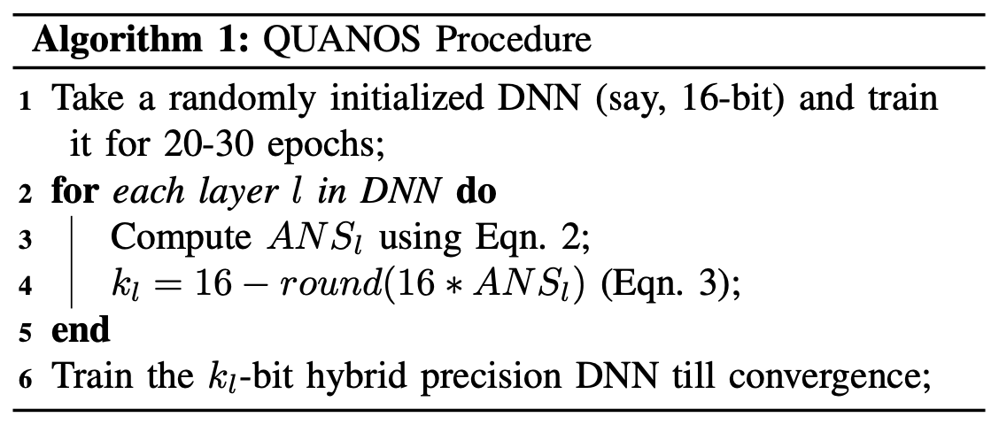 Algorithm 1: QUANOS Procedure
1 Take a randomly initialized DNN (say, 16-bit) and train
it for 20-30 epochs;
2 for each layer l in DNN do
3 Compute ANS_l using Eqn. 2;
4 k_l = 16 − round(16 ∗ ANS_l) (Eqn. 3);
5 end
6 Train the k_l-bit hybrid precision DNN till convergence;